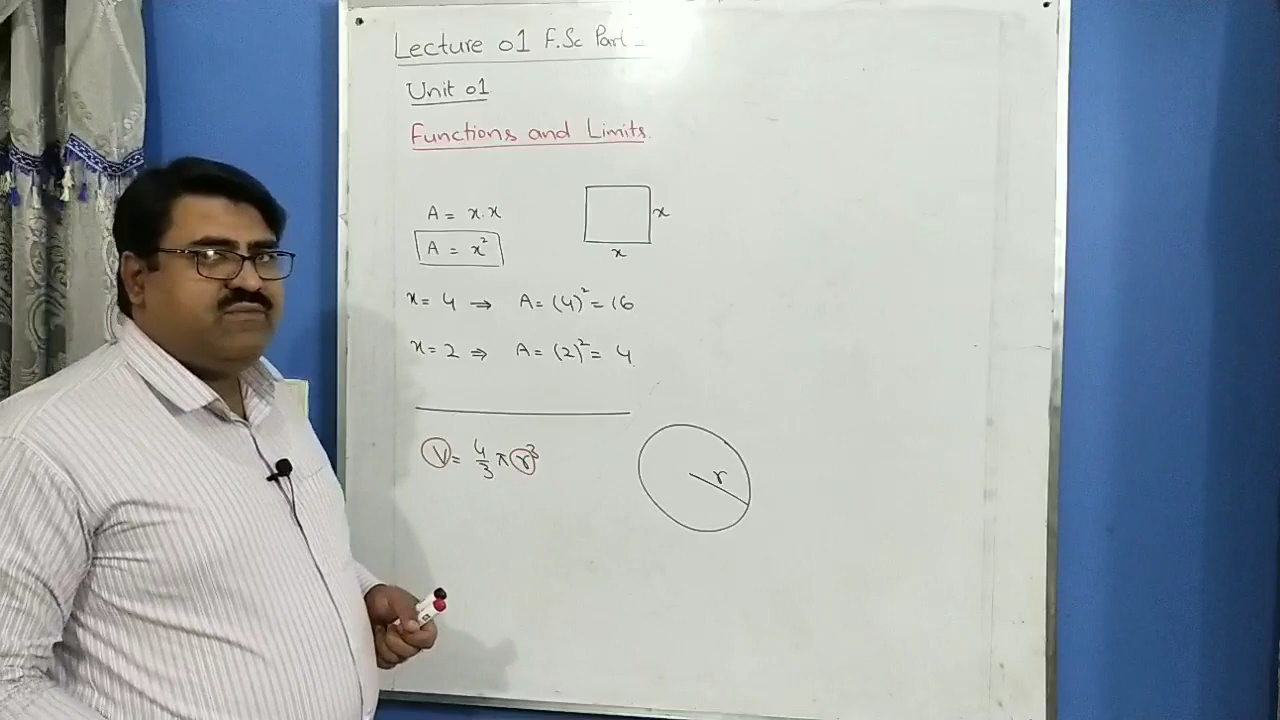 Lecture 01 F.Sc Part
Unit 01
Functions and Limits.
A = x.x
A = x²
x
x
x = 4 ⇒ A = (4)² = 16
x = 2 ⇒ A = (2)² = 4
V = 4/3 π r³
r